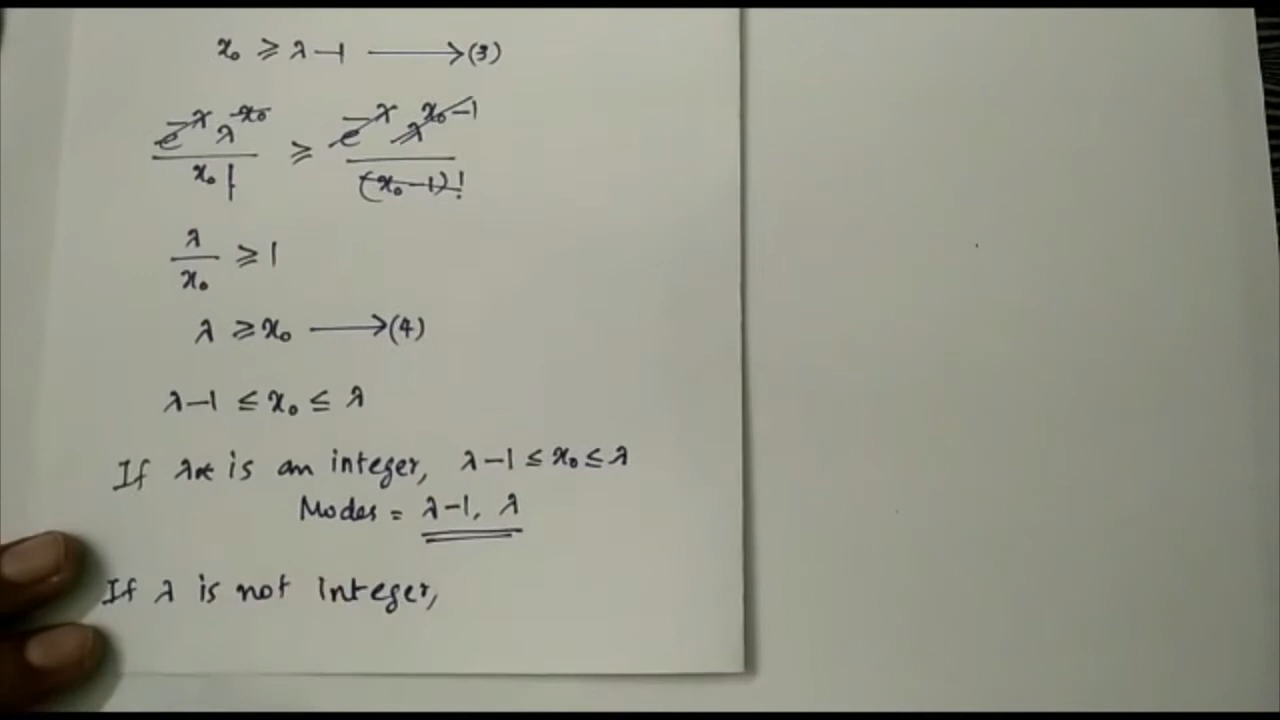 x₀ ≥ λ-1 ⟶(3)
e^{-λ} λ^{x₀} / x₀! ≥ e^{-λ} λ^{x₀-1} / (x₀-1)!
λ / x₀ ≥ 1
λ ≥ x₀ ⟶(4)
λ-1 ≤ x₀ ≤ λ
If λ is an integer, λ-1 ≤ x₀ ≤ λ
Modes = λ-1, λ
If λ is not Integer,